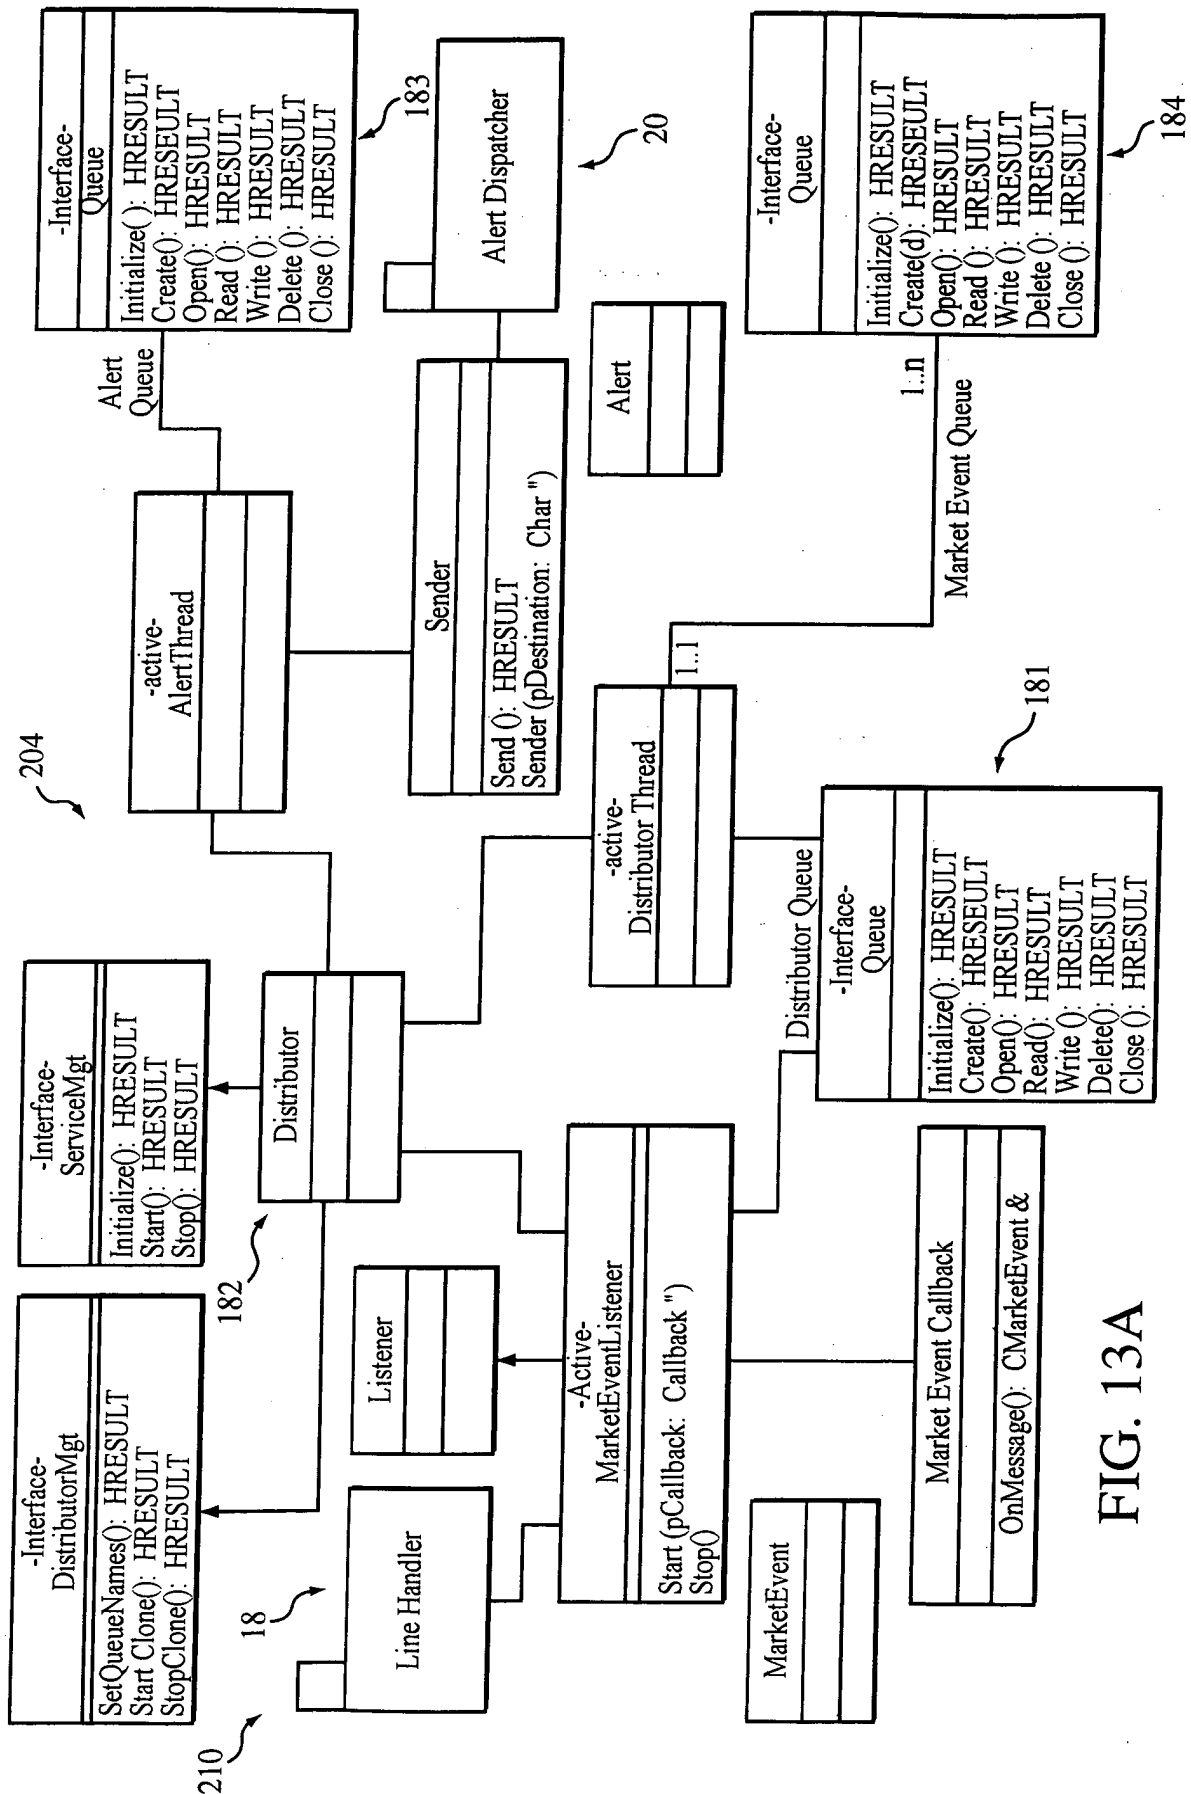 -Interface-
DistributorMgt
SetQueueNames(): HRESULT
Start Clone(): HRESULT
StopClone(): HRESULT
-Interface-
ServiceMgt
Initialize(): HRESULT
Start(): HRESULT
Stop(): HRESULT
204
-active-
AlertThread
Alert
Queue
-Interface-
Queue
Initialize( ): HRESULT
Create(): HRESEULT
Open(): HRESULT
Read (): HRESULT
Write (): HRESULT
Delete (): HRESULT
Close (): HRESULT
183
210
18
Line Handler
Listener
182
Distributor
Sender
Send (): HRESULT
Sender (pDestination: Char ")
Alert Dispatcher
20
-Active-
MarketEventListener
Start (pCallback: Callback ")
Stop()
-active-
Distributor Thread
1..1
Alert
MarketEvent
Market Event Callback
OnMessage(): CMarketEvent &
Distributor Queue
-Interface-
Queue
Initialize(): HRESULT
Create(): HRESEULT
Open(): HRESULT
Read(): HRESULT
Write (): HRESULT
Delete(): HRESULT
Close (): HRESULT
181
Market Event Queue
1..n
-Interface-
Queue
Initialize(): HRESULT
Create(d): HRESEULT
Open(): HRESULT
Read (): HRESULT
Write (): HRESULT
Delete (): HRESULT
Close (): HRESULT
184
FIG. 13A